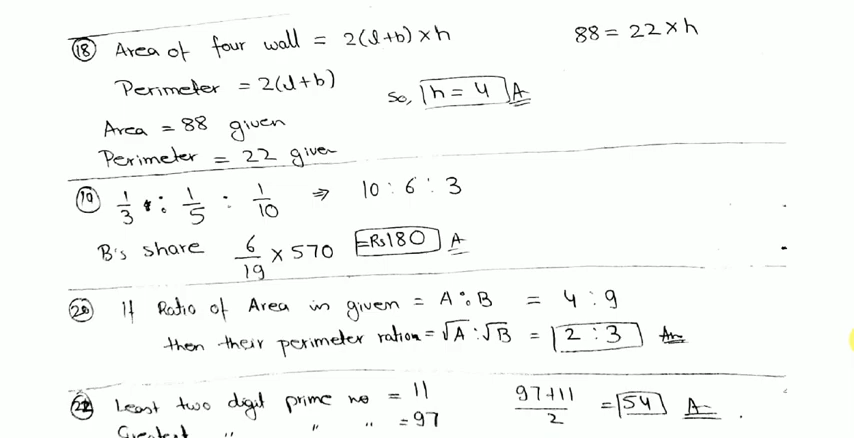 18 Area of four wall = 2(l+b)×h
88 = 22×h
Perimeter = 2(l+b)
So, h = 4 A
Area = 88 given
Perimeter = 22 given
19 1/3 : 1/5 : 1/10 ⇒ 10 : 6 : 3
B's share 6/19 × 570 =Rs180 A
20 If Ratio of Area in given = A:B = 4 : 9
then their perimeter ration = √A : √B = 2 : 3 An
Least two digit prime no = 11
97+11/2 = 54 A
Greatest " " " = 97